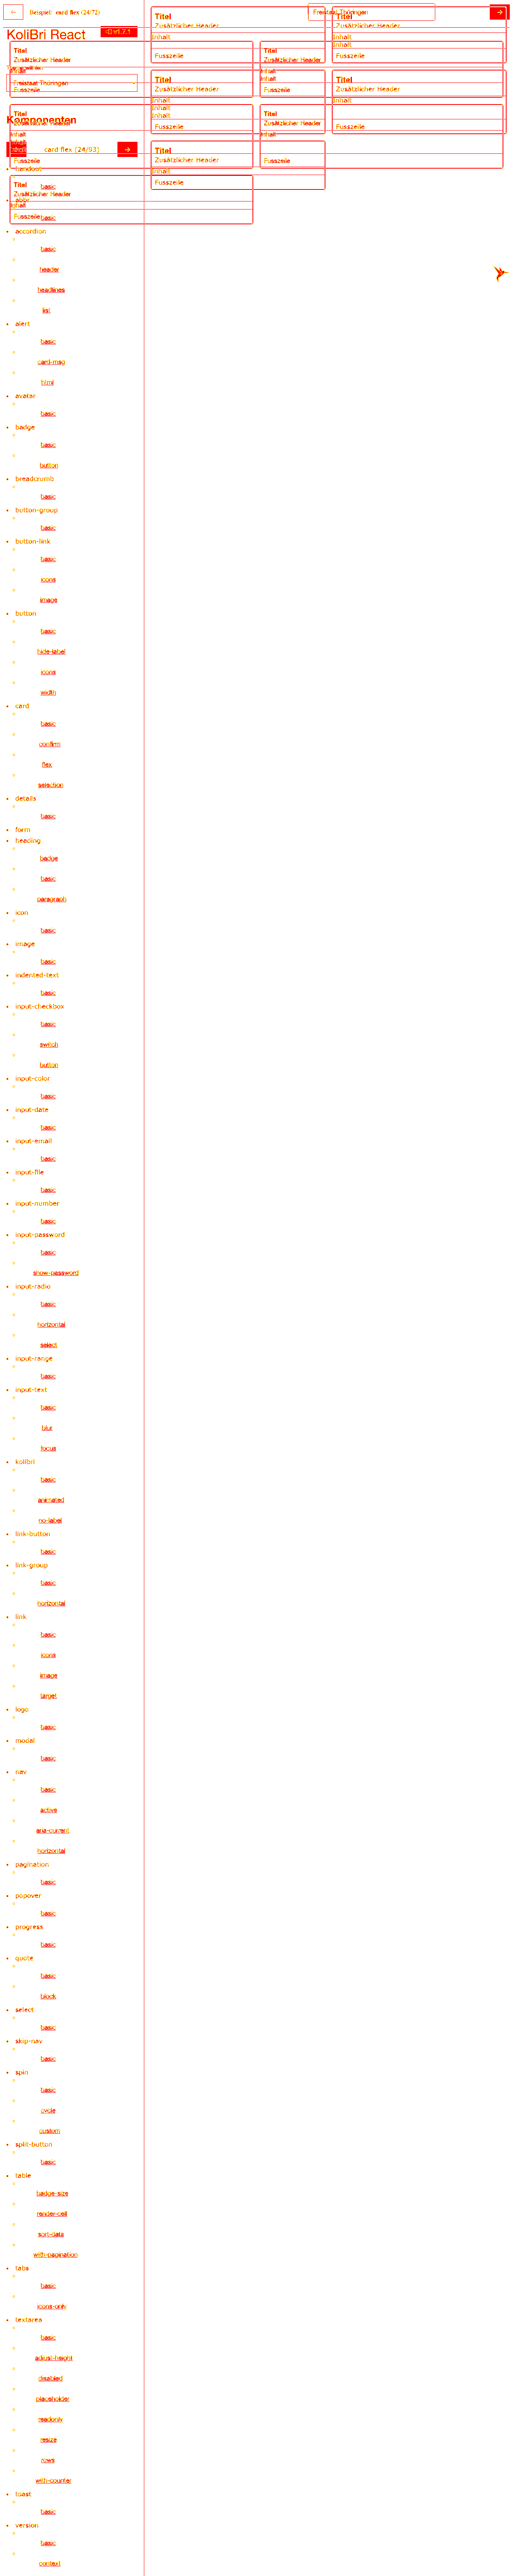 Beispiel: card flex (24/72)
Freistaat Thüringen
KoliBri React
v1.7.1
Freistaat Thüringen
Komponenten
card flex (24/93)
Titel
Zusätzlicher Header
Inhalt
Fusszeile
Titel
Zusätzlicher Header
Inhalt
Inhalt
Fusszeile
Titel
Zusätzlicher Header
Inhalt
Fusszeile
Titel
Zusätzlicher Header
Inhalt
Fusszeile
Titel
Zusätzlicher Header
Inhalt
Inhalt
Inhalt
Fusszeile
Titel
Zusätzlicher Header
Inhalt
Fusszeile
Titel
Zusätzlicher Header
Inhalt
Fusszeile
Titel
Zusätzlicher Header
Inhalt
Fusszeile
Titel
Zusätzlicher Header
Inhalt
Fusszeile
Titel
Zusätzlicher Header
Inhalt
Fusszeile
handout
basic
abbr
basic
accordion
basic
header
headlines
list
alert
basic
card-msg
html
avatar
basic
badge
basic
button
breadcrumb
basic
button-group
basic
button-link
basic
icons
image
button
basic
hide-label
icons
width
card
basic
confirm
flex
selection
details
basic
form
heading
badge
basic
paragraph
icon
basic
image
basic
indented-text
basic
input-checkbox
basic
switch
button
input-color
basic
input-date
basic
input-email
basic
input-file
basic
input-number
basic
input-password
basic
show-password
input-radio
basic
horizontal
select
input-range
basic
input-text
basic
blur
focus
kolibri
basic
animated
no-label
link-button
basic
link-group
basic
horizontal
link
basic
icons
image
target
logo
basic
modal
basic
nav
basic
active
aria-current
horizontal
pagination
basic
popover
basic
progress
basic
quote
basic
block
select
basic
skip-nav
basic
spin
basic
cycle
custom
split-button
basic
table
badge-size
render-cell
sort-data
with-pagination
tabs
basic
icons-only
textarea
basic
adjust-height
disabled
placeholder
readonly
resize
rows
with-counter
toast
basic
version
basic
context